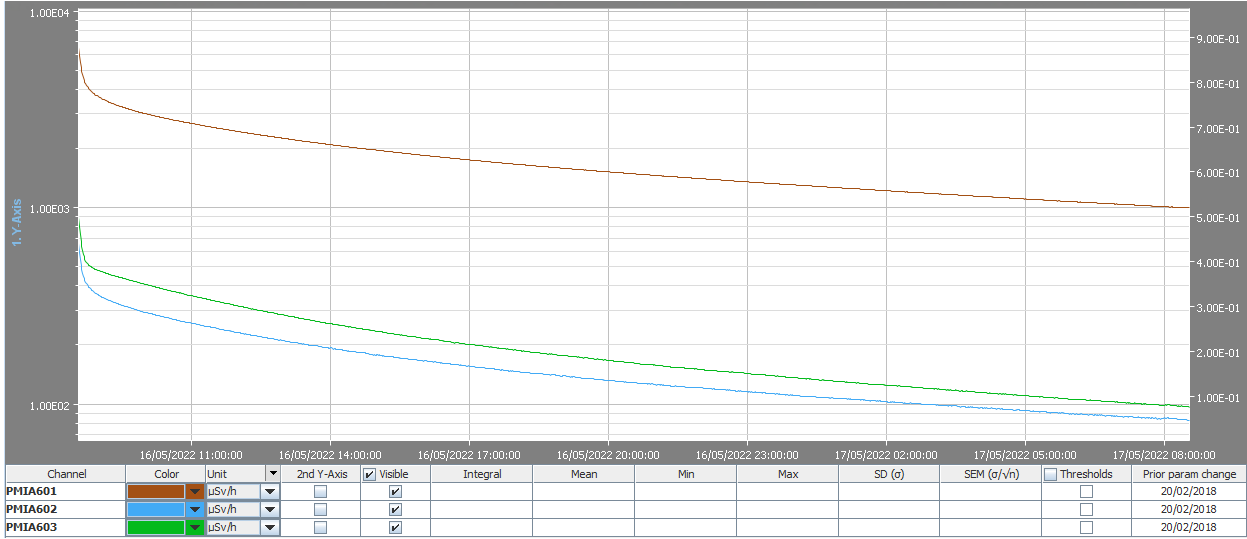 1.00E04
9.00E-01
8.00E-01
7.00E-01
6.00E-01
1.00E03
5.00E-01
1. Y-Axis
4.00E-01
3.00E-01
2.00E-01
1.00E02
1.00E-01
16/05/2022 11:00:00 16/05/2022 14:00:00 16/05/2022 17:00:00 16/05/2022 20:00:00 16/05/2022 23:00:00 17/05/2022 02:00:00 17/05/2022 05:00:00 17/05/2022 08:00:00
Channel Color Unit 2nd Y-Axis Visible Integral Mean Min Max SD (σ) SEM (σ/√n) Thresholds Prior param change
PMIA601 µSv/h 20/02/2018
PMIA602 µSv/h 20/02/2018
PMIA603 µSv/h 20/02/2018